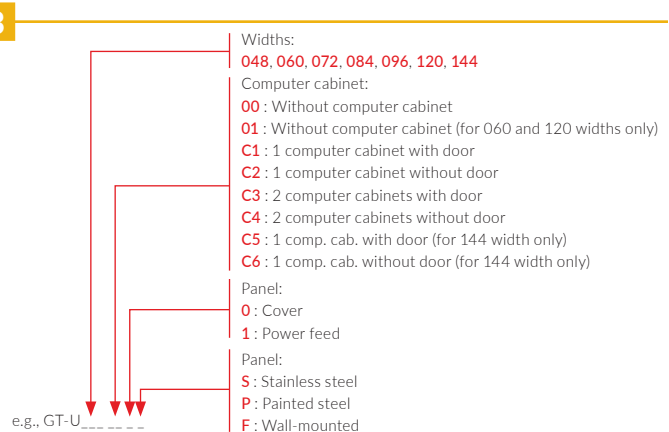 3
Widths:
048, 060, 072, 084, 096, 120, 144
Computer cabinet:
00 : Without computer cabinet
01 : Without computer cabinet (for 060 and 120 widths only)
C1 : 1 computer cabinet with door
C2 : 1 computer cabinet without door
C3 : 2 computer cabinets with door
C4 : 2 computer cabinets without door
C5 : 1 comp. cab. with door (for 144 width only)
C6 : 1 comp. cab. without door (for 144 width only)
Panel:
0 : Cover
1 : Power feed
Panel:
S : Stainless steel
P : Painted steel
F : Wall-mounted
e.g., GT-U___ __ _ _